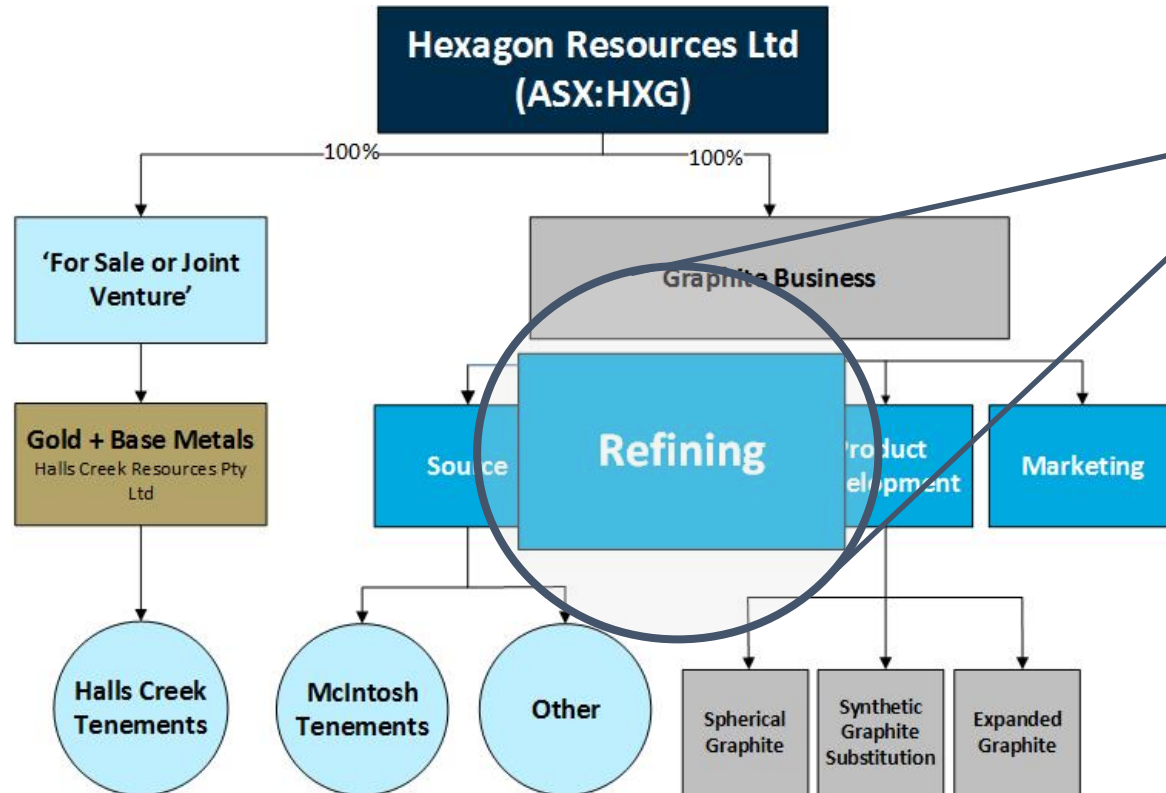 Hexagon Resources Ltd
(ASX:HXG)
100%
100%
‘For Sale or Joint
Venture’
Graphite Business
Gold + Base Metals
Halls Creek Resources Pty
Ltd
Source
Refining
Product
elopment
Marketing
Halls Creek
Tenements
McIntosh
Tenements
Other
Spherical
Graphite
Synthetic
Graphite
Substitution
Expanded
Graphite